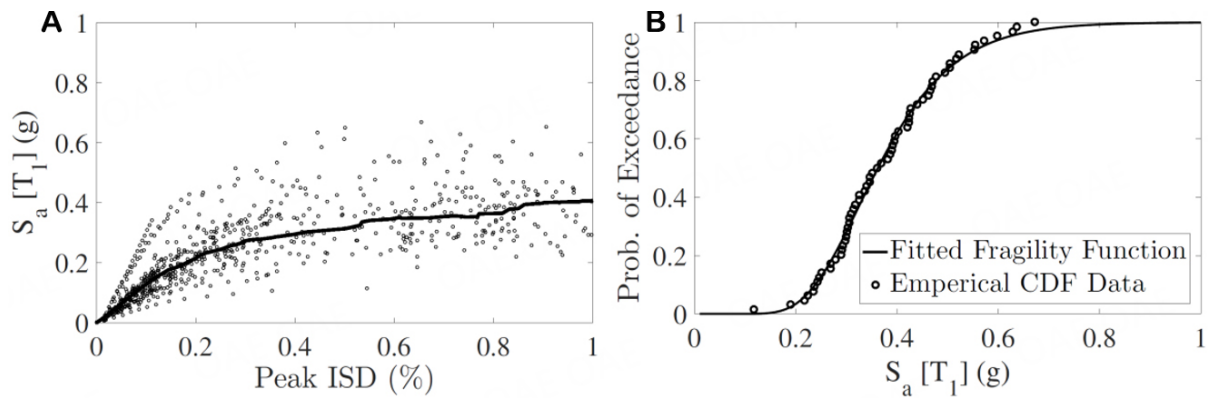 A
1
0.8
0.6
0.4
0.2
0
S_a [T_1] (g)
0 0.2 0.4 0.6 0.8 1
Peak ISD (%)
B
1
0.8
0.6
0.4
0.2
0
Prob. of Exceedance
Fitted Fragility Function
Emperical CDF Data
0 0.2 0.4 0.6 0.8 1
S_a [T_1] (g)